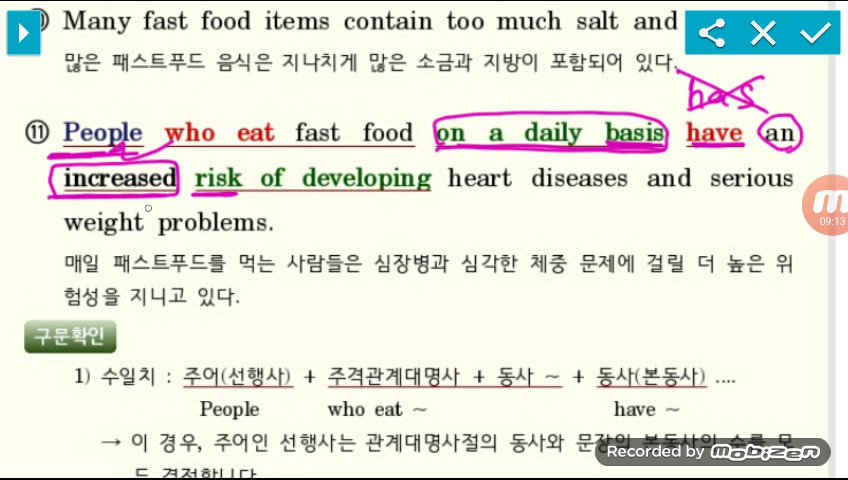 Many fast food items contain too much salt and
많은 패스트푸드 음식은 지나치게 많은 소금과 지방이 포함되어 있다.
has
⑪ People who eat fast food on a daily basis have an
increased risk of developing heart diseases and serious
weight problems.
09:13
매일 패스트푸드를 먹는 사람들은 심장병과 심각한 체중 문제에 걸릴 더 높은 위
험성을 지니고 있다.
구문확인
1) 수일치 : 주어(선행사) + 주격관계대명사 + 동사 ~ + 동사(본동사) ....
People who eat ~ have ~
→ 이 경우, 주어인 선행사는 관계대명사절의 동사와 문장의 본동사의 수를 모
두 결정합니다.
Recorded by mobizen